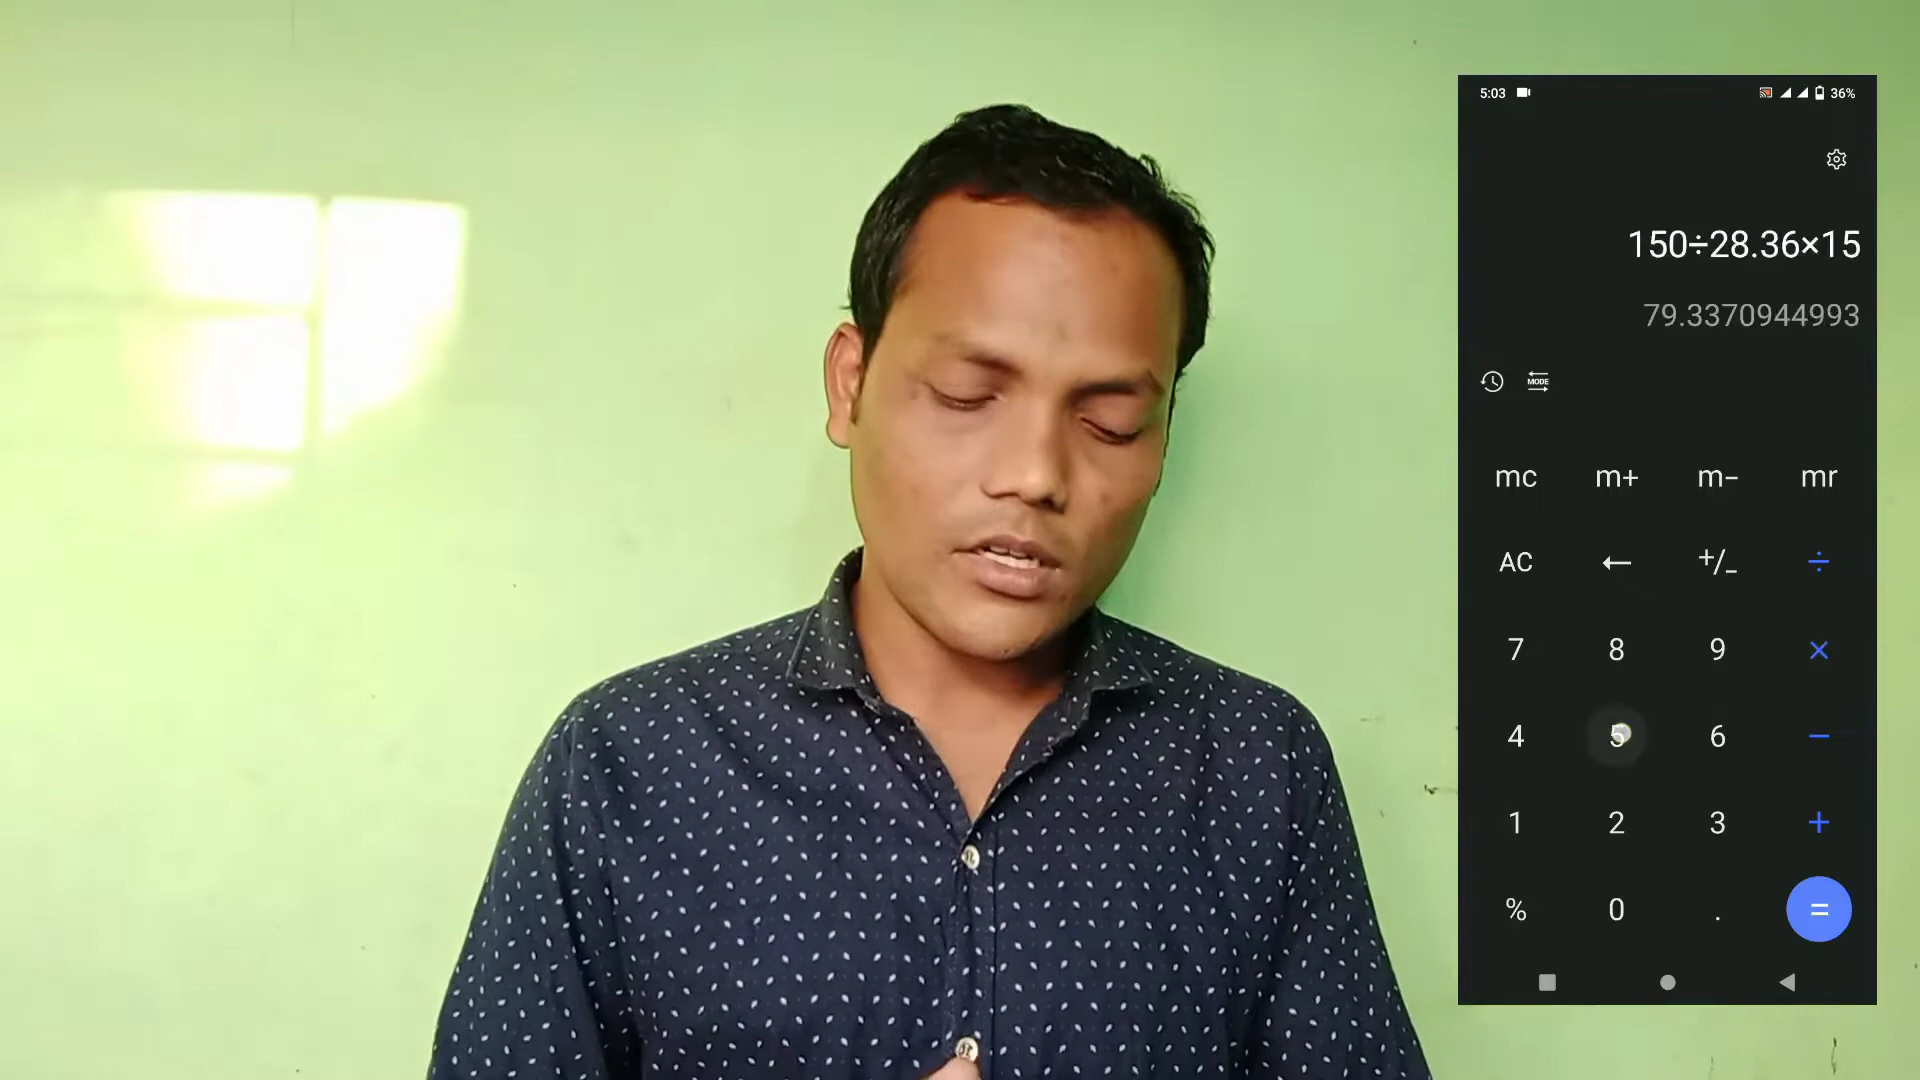 5:03 36%
150÷28.36×15
79.3370944993
MODE
mc m+ m− mr
AC ← +/− ÷
7 8 9 ×
4 5 6 −
1 2 3 +
% 0 . =